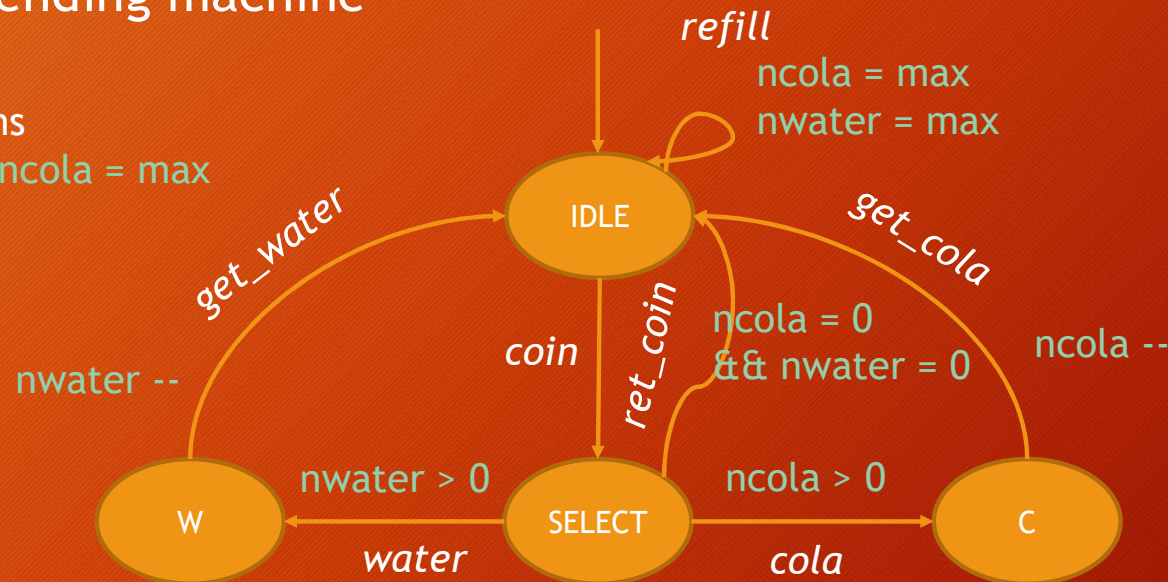 ending machine
refill
ncola = max
nwater = max
ns
ncola = max
IDLE
get_water
get_cola
coin
ret_coin
ncola = 0
&& nwater = 0
ncola --
nwater --
nwater > 0
ncola > 0
W
SELECT
C
water
cola